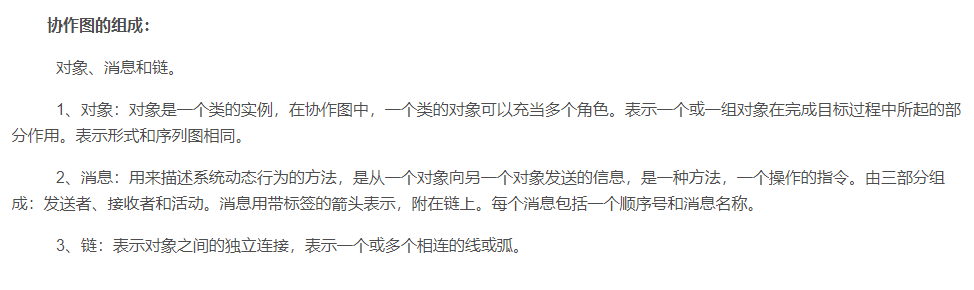 协作图的组成：
对象、消息和链。
1、对象：对象是一个类的实例，在协作图中，一个类的对象可以充当多个角色。表示一个或一组对象在完成目标过程中所起的部
分作用。表示形式和序列图相同。
2、消息：用来描述系统动态行为的方法，是从一个对象向另一个对象发送的信息，是一种方法，一个操作的指令。由三部分组
成：发送者、接收者和活动。消息用带标签的箭头表示，附在链上。每个消息包括一个顺序号和消息名称。
3、链：表示对象之间的独立连接，表示一个或多个相连的线或弧。